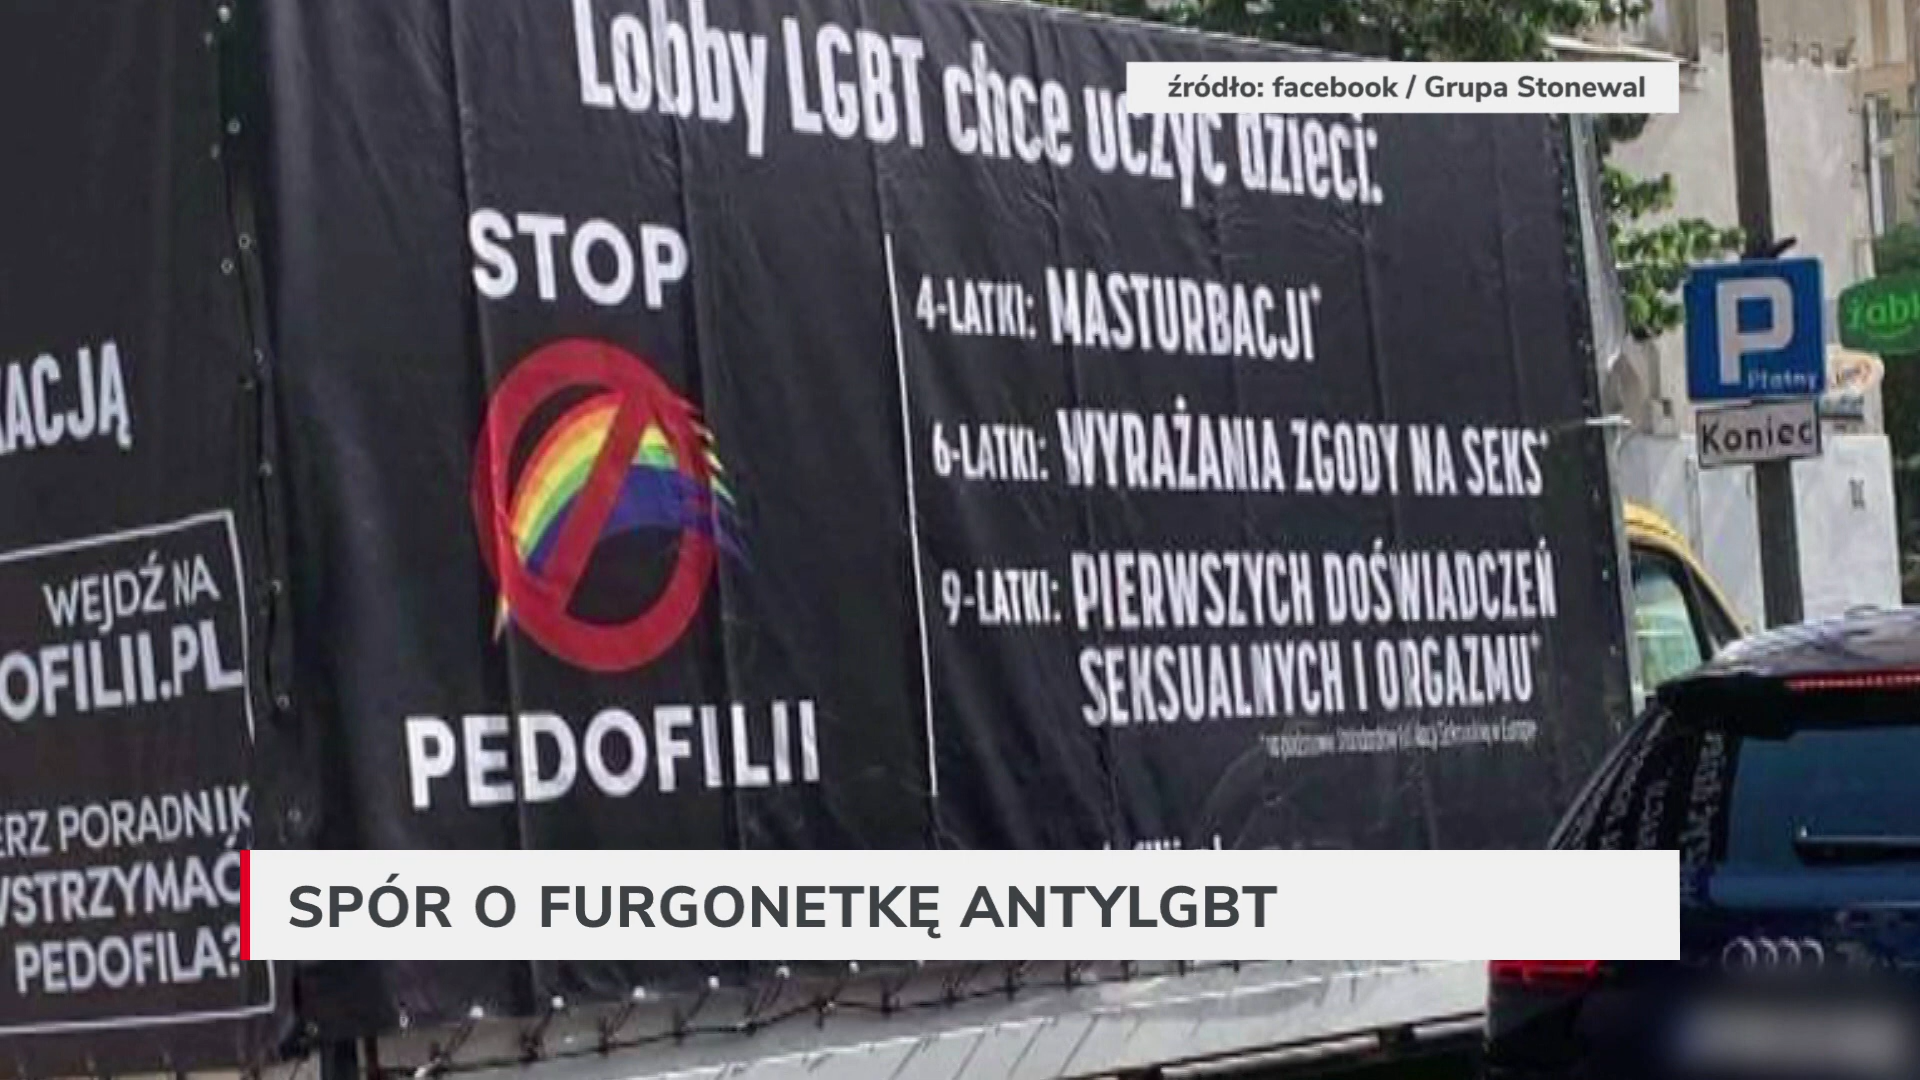 Lobby LGBT chce uczyć dzieci:
źródło: facebook / Grupa Stonewal
STOP
4-LATKI: MASTURBACJI*
6-LATKI: WYRAŻANIA ZGODY NA SEKS*
9-LATKI: PIERWSZYCH DOŚWIADCZEŃ
SEKSUALNYCH I ORGAZMU*
PEDOFILII
ACJĄ
WEJDŹ NA
OFILII.PL
ERZ PORADNIK
WSTRZYMAĆ
PEDOFILA?
P
Płatny
Koniec
żab
SPÓR O FURGONETKĘ ANTYLGBT